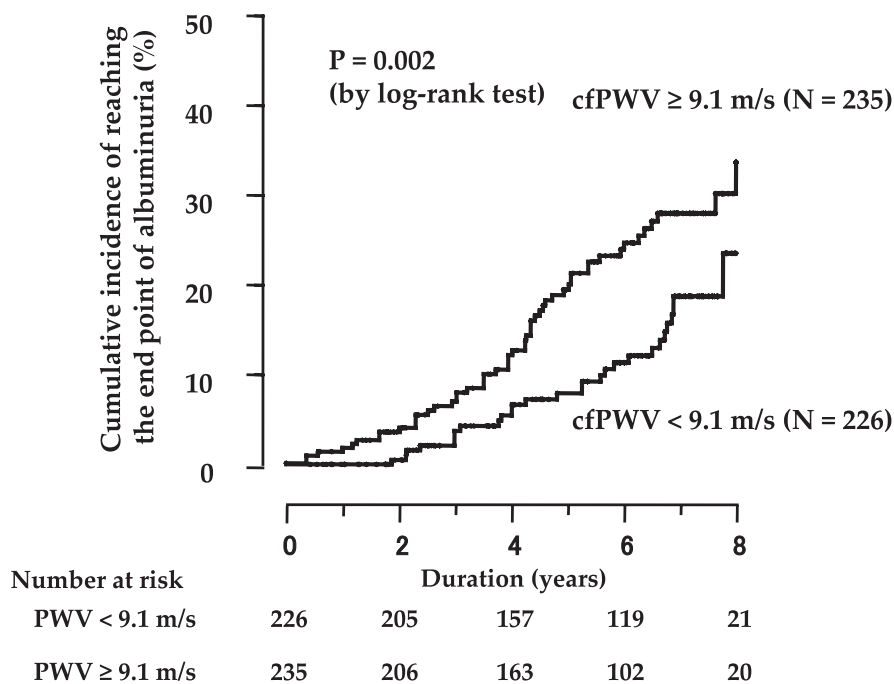 Cumulative incidence of reaching
the end point of albuminuria (%)
50
40
30
20
10
0
P = 0.002
(by log-rank test)
cfPWV ≥ 9.1 m/s (N = 235)
cfPWV < 9.1 m/s (N = 226)
0 2 4 6 8
Duration (years)
Number at risk
PWV < 9.1 m/s 226 205 157 119 21
PWV ≥ 9.1 m/s 235 206 163 102 20